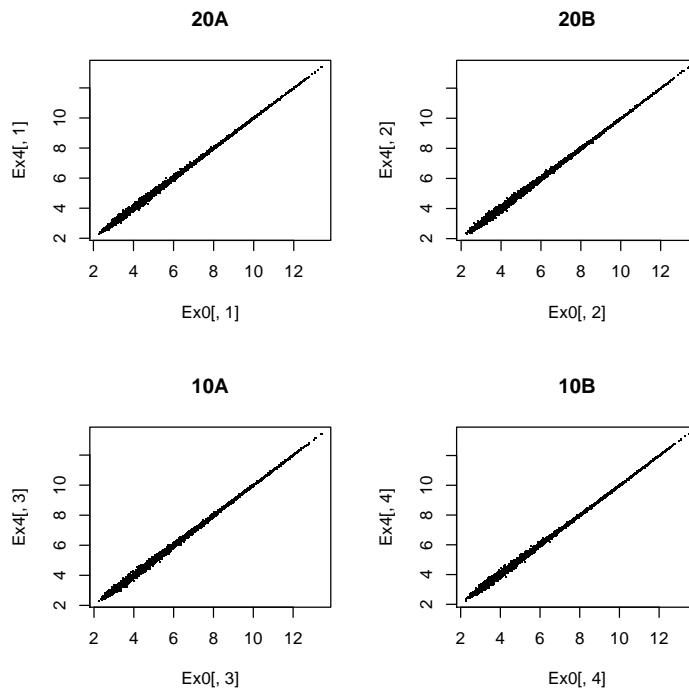 20A
Ex4[, 1]
2 4 6 8 10
2 4 6 8 10 12
Ex0[, 1]
20B
Ex4[, 2]
2 4 6 8 10
2 4 6 8 10 12
Ex0[, 2]
10A
Ex4[, 3]
2 4 6 8 10
2 4 6 8 10 12
Ex0[, 3]
10B
Ex4[, 4]
2 4 6 8 10
2 4 6 8 10 12
Ex0[, 4]